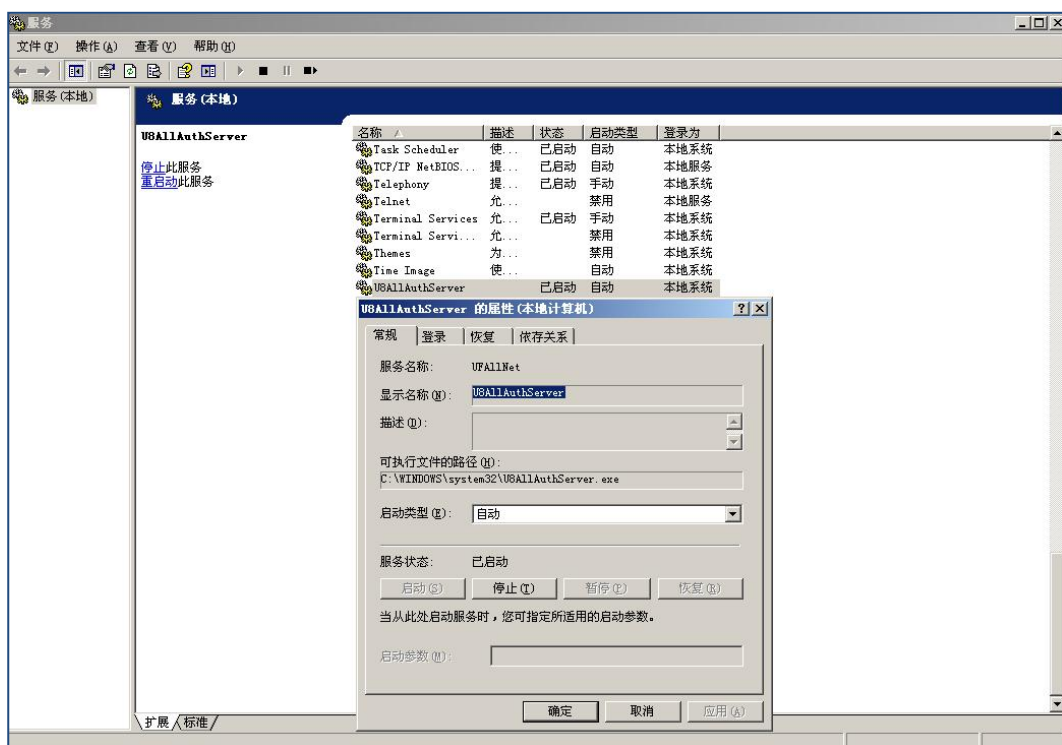 服务
文件(F) 操作(A) 查看(V) 帮助(H)
服务(本地)
服务(本地)
U8AllAuthServer
停止此服务
重启动此服务
名称 描述 状态 启动类型 登录为
Task Scheduler 使... 已启动 自动 本地系统
TCP/IP NetBIOS... 提... 已启动 自动 本地服务
Telephony 提... 已启动 手动 本地系统
Telnet 允... 禁用 本地服务
Terminal Services 允... 已启动 手动 本地系统
Terminal Servi... 允... 禁用 本地系统
Themes 为... 禁用 本地系统
Time Image 使... 自动 本地系统
U8AllAuthServer 已启动 自动 本地系统
U8AllAuthServer 的属性(本地计算机)
常规 登录 恢复 依存关系
服务名称: UFAllNet
显示名称(N): U8AllAuthServer
描述(D):
可执行文件的路径(H):
C:\WINDOWS\system32\U8AllAuthServer.exe
启动类型(E): 自动
服务状态: 已启动
启动(S) 停止(T) 暂停(P) 恢复(R)
当从此处启动服务时，您可指定所适用的启动参数。
启动参数(M):
确定 取消 应用(A)
扩展 标准